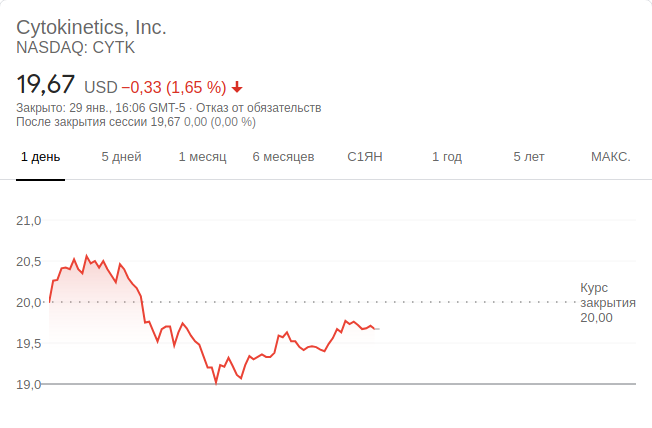 Cytokinetics, Inc.
NASDAQ: CYTK
19,67 USD −0,33 (1,65 %)
Закрыто: 29 янв., 16:06 GMT-5 · Отказ от обязательств
После закрытия сессии 19,67 0,00 (0,00 %)
1 день 5 дней 1 месяц 6 месяцев С1ЯН 1 год 5 лет МАКС.
21,0
20,5
20,0
19,5
19,0
Курс
закрытия
20,00